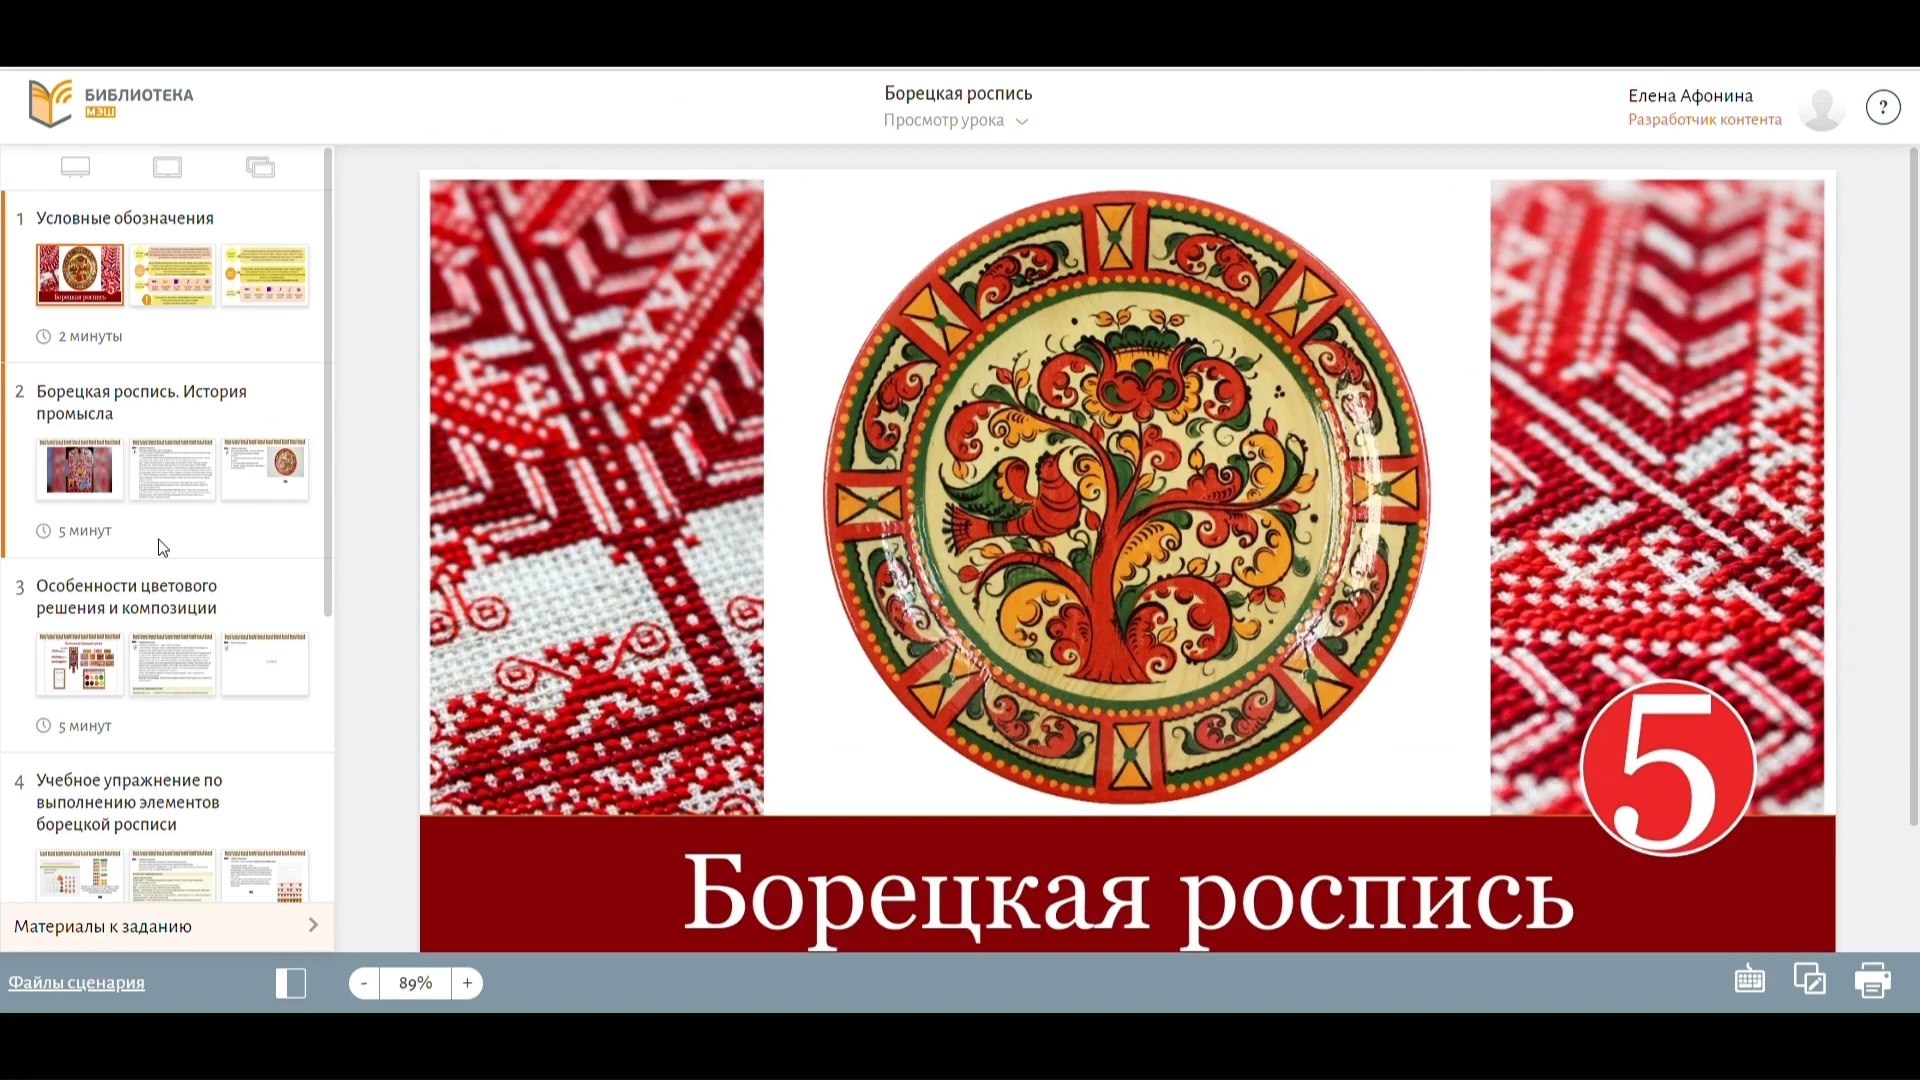 БИБЛИОТЕКА
МЭШ
Борецкая роспись
Просмотр урока
Елена Афонина
Разработчик контента
?
1 Условные обозначения
Борецкая роспись
2 минуты
2 Борецкая роспись. История
промысла
5 минут
3 Особенности цветового
решения и композиции
5 минут
4 Учебное упражнение по
выполнению элементов
борецкой росписи
Материалы к заданию
5
Борецкая роспись
Файлы сценария
- 89% +